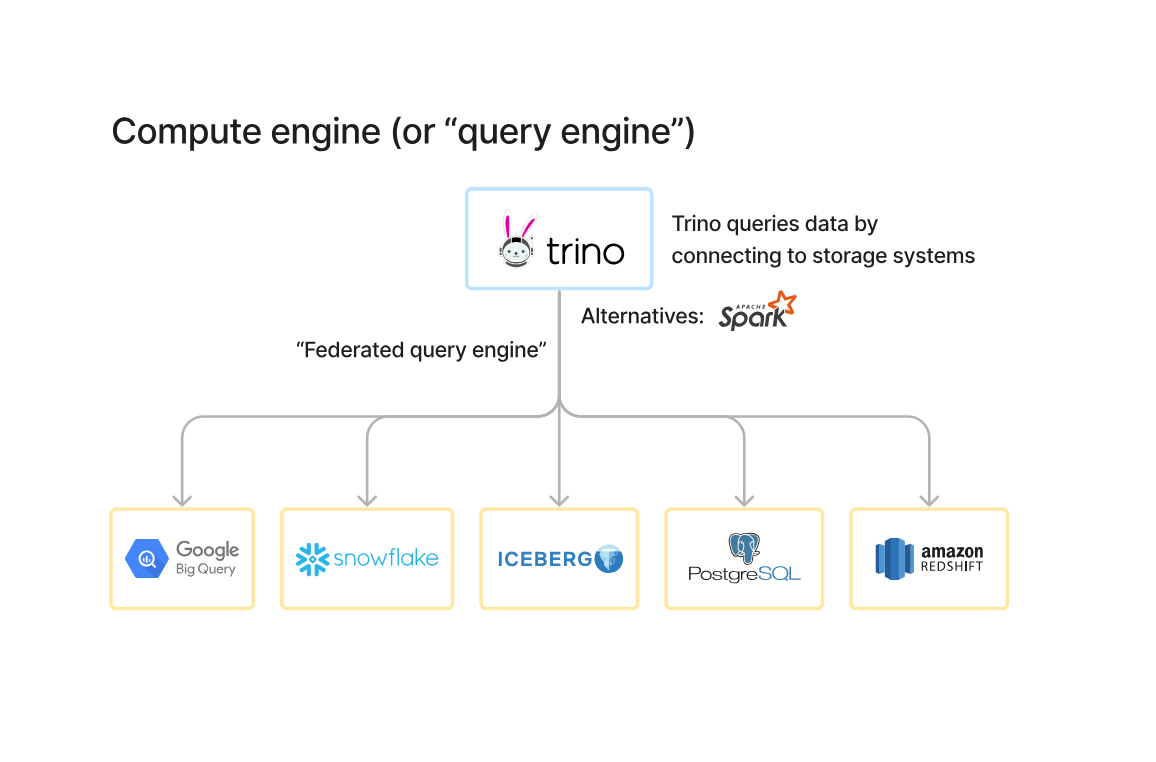 Compute engine (or “query engine”)
trino
Trino queries data by
connecting to storage systems
Alternatives: APACHE Spark
“Federated query engine”
Google
Big Query
snowflake
ICEBERG
PostgreSQL
amazon
REDSHIFT